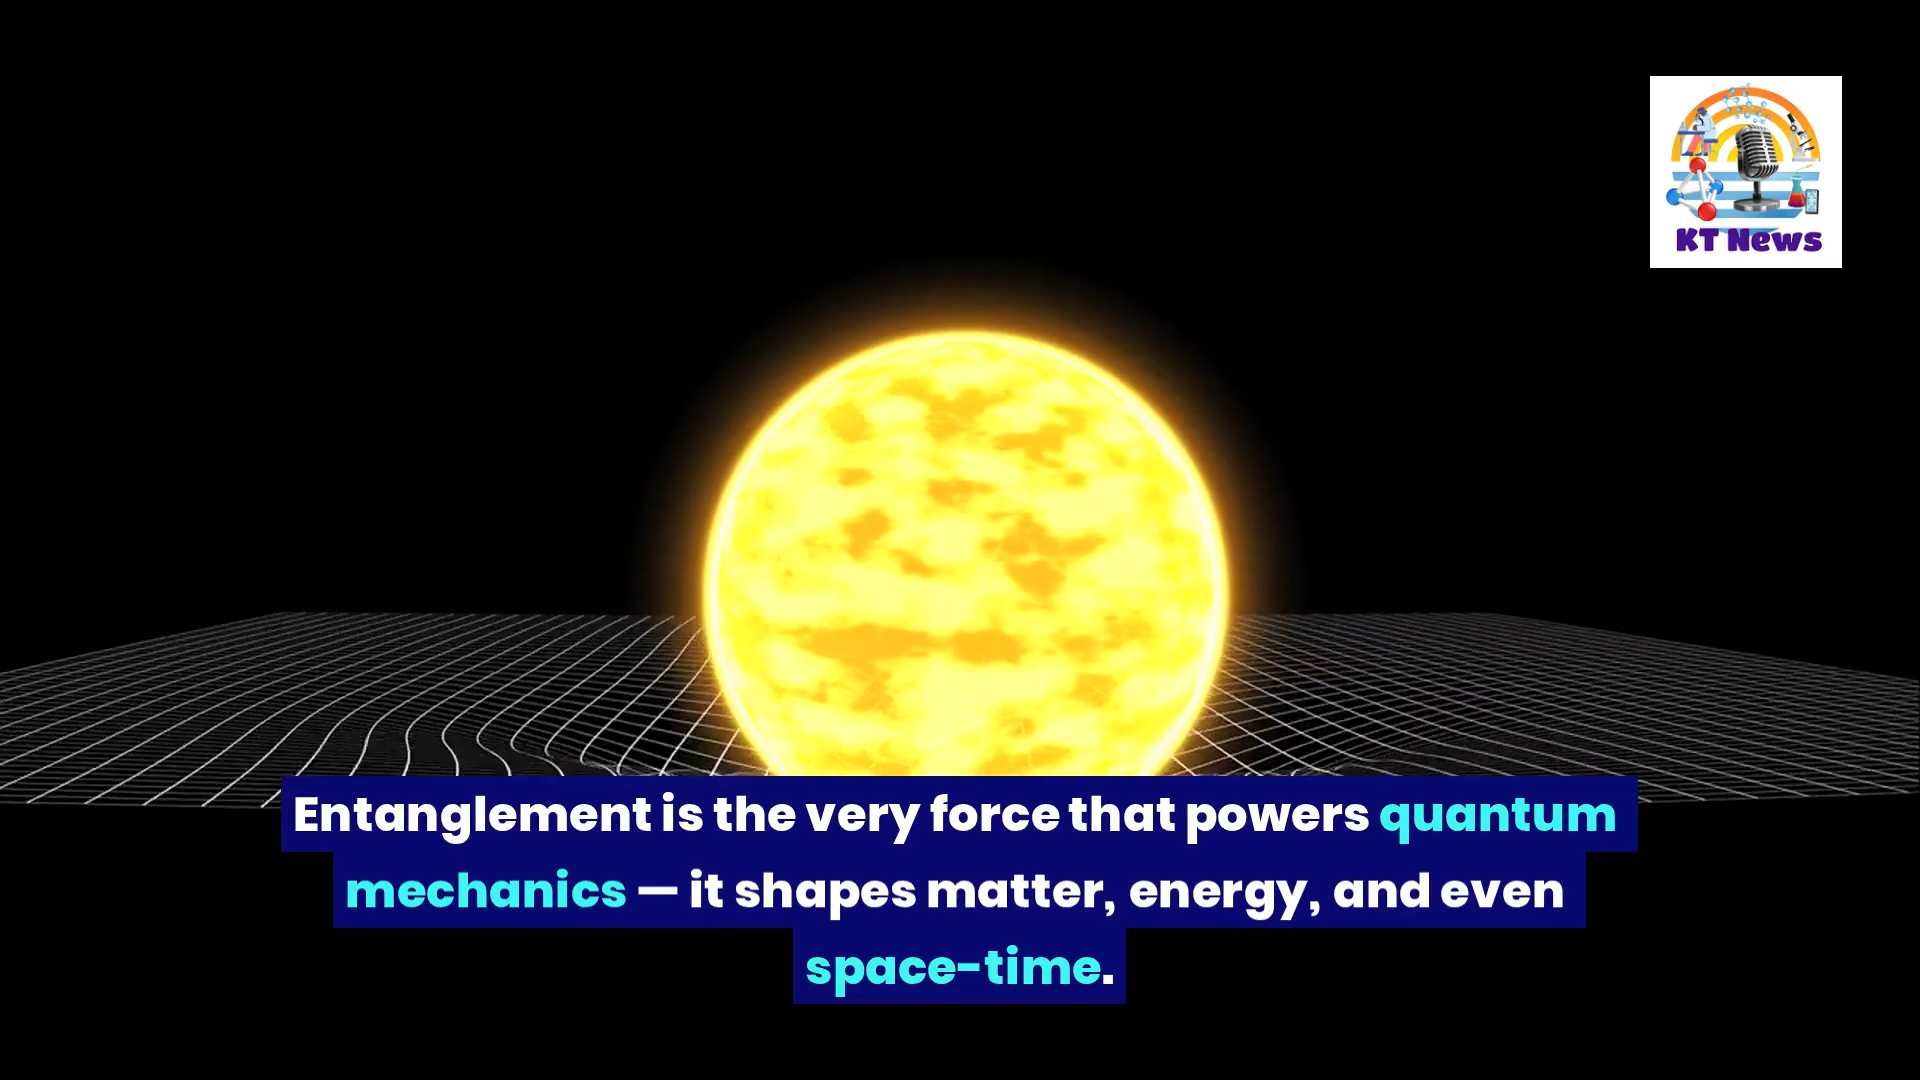 KT News
Entanglement is the very force that powers quantum
mechanics — it shapes matter, energy, and even
space-time.